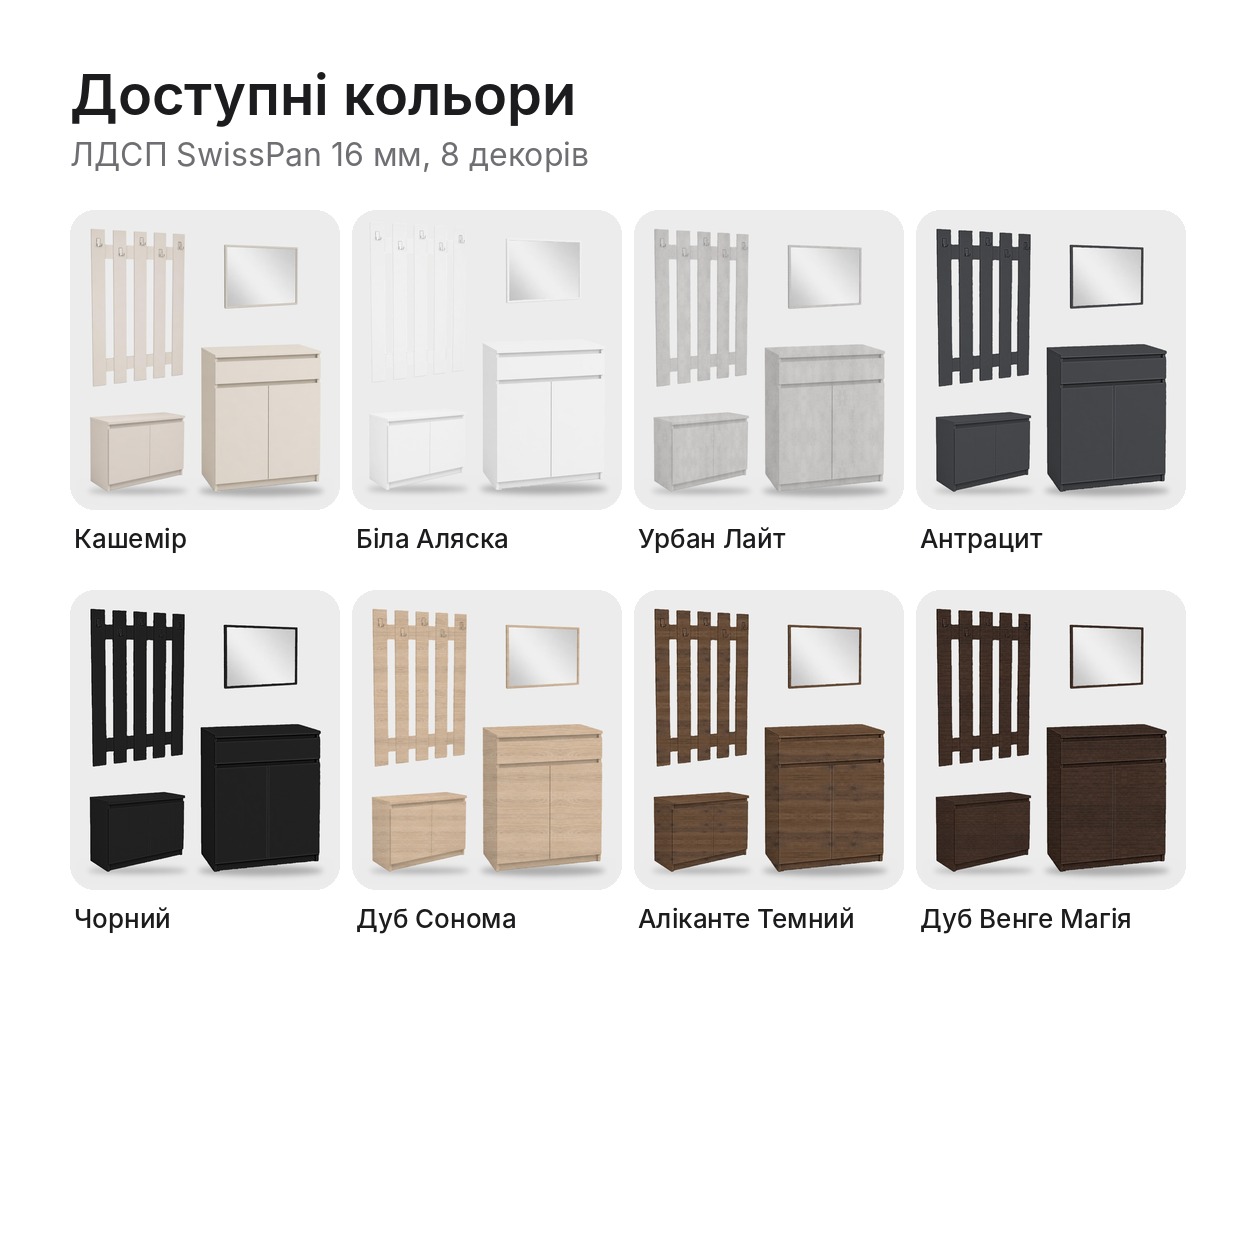 Доступні кольори
ЛДСП SwissPan 16 мм, 8 декорів
Кашемір
Біла Аляска
Урбан Лайт
Антрацит
Чорний
Дуб Сонома
Аліканте Темний
Дуб Венге Магія